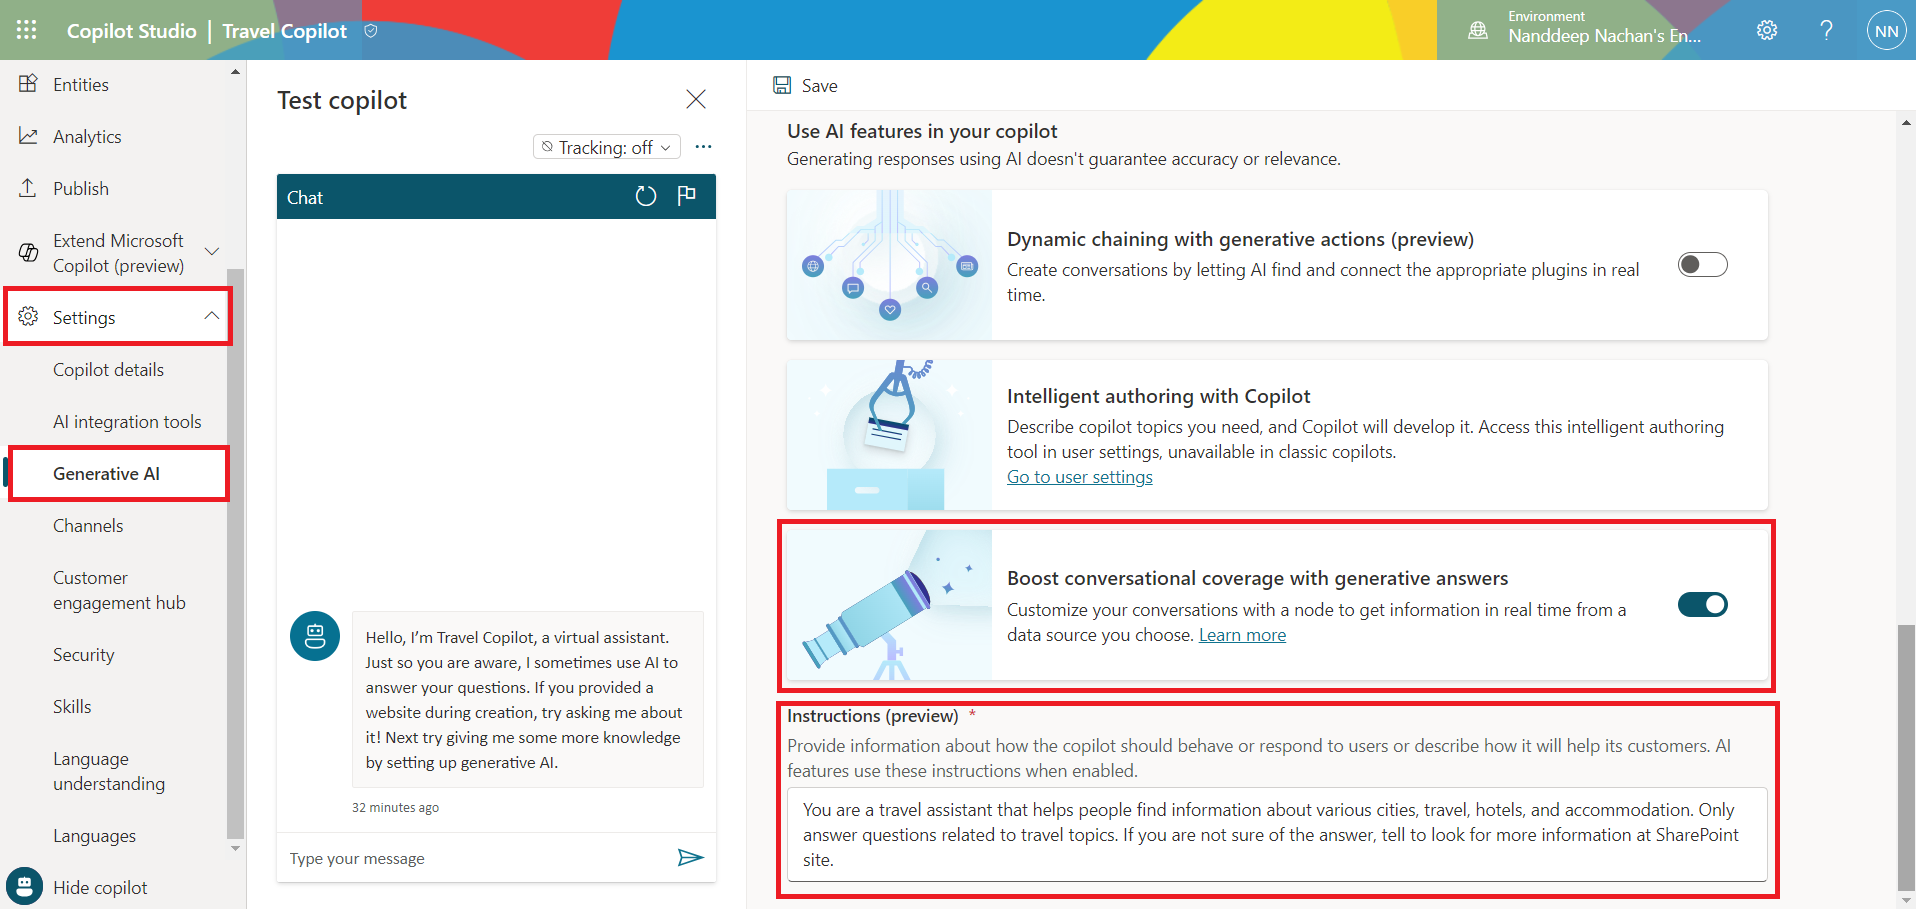 Copilot Studio | Travel Copilot
Environment
Nanddeep Nachan's En...
?
NN
Entities
Analytics
Publish
Extend Microsoft
Copilot (preview)
Settings
Copilot details
AI integration tools
Generative AI
Channels
Customer
engagement hub
Security
Skills
Language
understanding
Languages
Hide copilot
Test copilot
Tracking: off
...
Chat
Hello, I'm Travel Copilot, a virtual assistant.
Just so you are aware, I sometimes use AI to
answer your questions. If you provided a
website during creation, try asking me about
it! Next try giving me some more knowledge
by setting up generative AI.
32 minutes ago
Type your message
Save
Use AI features in your copilot
Generating responses using AI doesn't guarantee accuracy or relevance.
Dynamic chaining with generative actions (preview)
Create conversations by letting AI find and connect the appropriate plugins in real
time.
Intelligent authoring with Copilot
Describe copilot topics you need, and Copilot will develop it. Access this intelligent authoring
tool in user settings, unavailable in classic copilots.
Go to user settings
Boost conversational coverage with generative answers
Customize your conversations with a node to get information in real time from a
data source you choose. Learn more
Instructions (preview) *
Provide information about how the copilot should behave or respond to users or describe how it will help its customers. AI
features use these instructions when enabled.
You are a travel assistant that helps people find information about various cities, travel, hotels, and accommodation. Only
answer questions related to travel topics. If you are not sure of the answer, tell to look for more information at SharePoint
site.